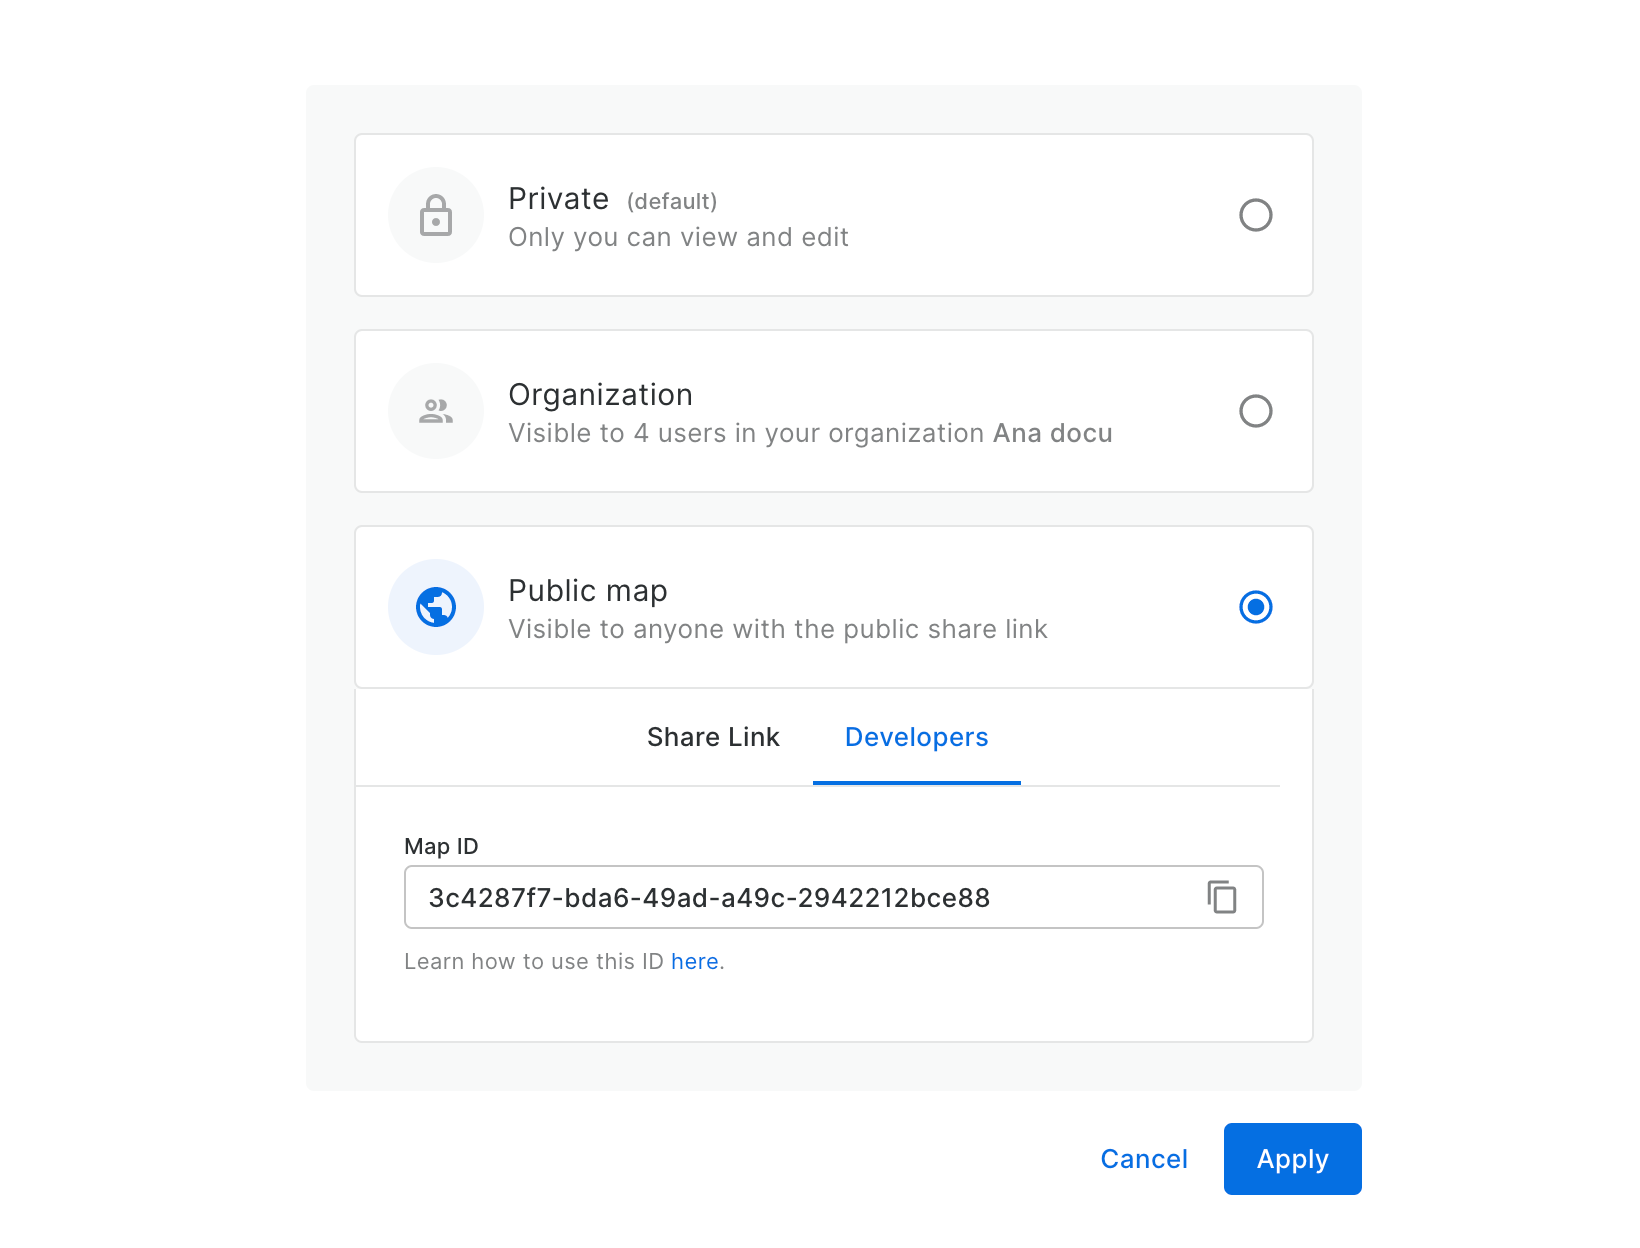 Private (default)
Only you can view and edit
Organization
Visible to 4 users in your organization Ana docu
Public map
Visible to anyone with the public share link
Share Link Developers
Map ID
3c4287f7-bda6-49ad-a49c-2942212bce88
Learn how to use this ID here.
Cancel Apply